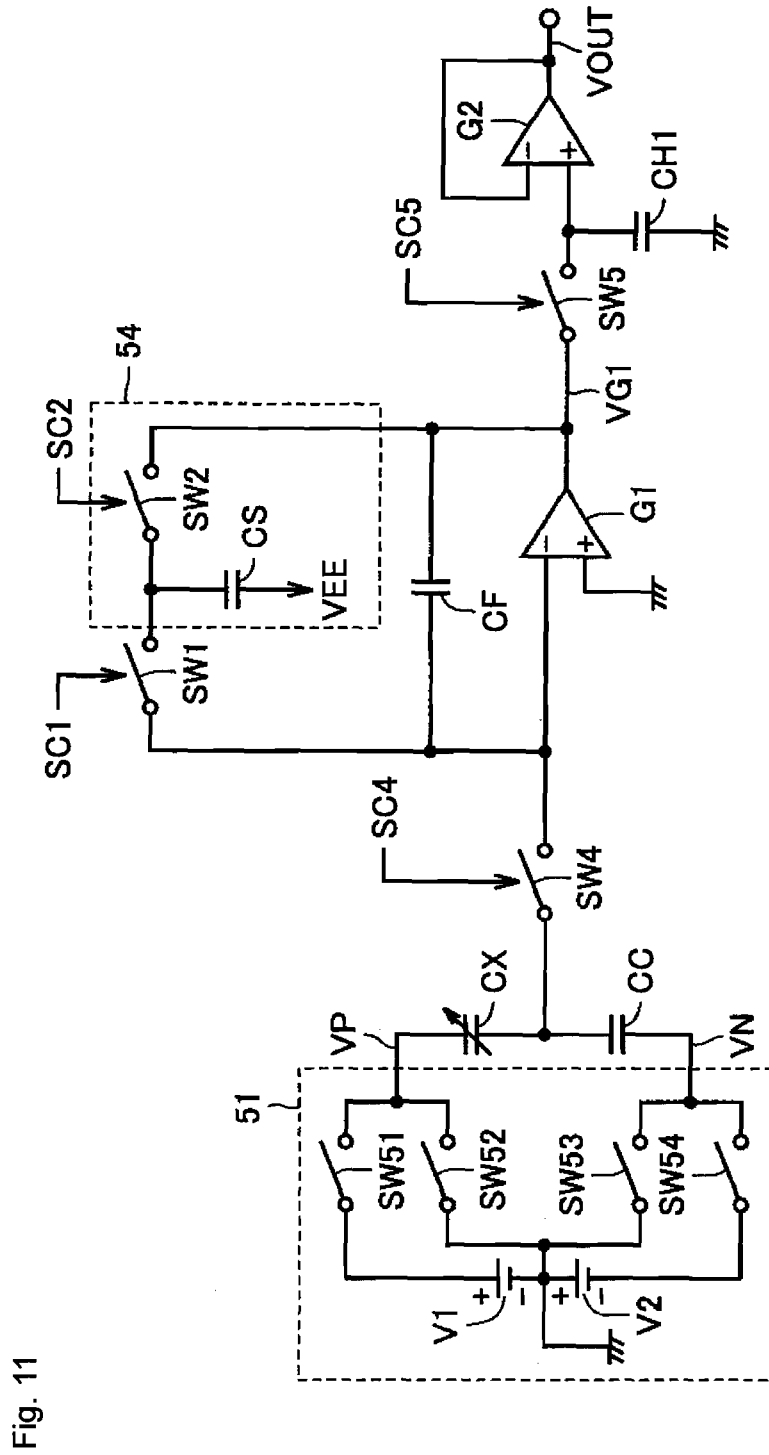 Fig. 11
51
V1
+
-
V2
+
-
SW51
SW52
SW53
SW54
VP
VN
CX
CC
SC4
SW4
SC1
SW1
54
SC2
SW2
CS
VEE
CF
-
+
G1
VG1
SC5
SW5
CH1
-
+
G2
VOUT